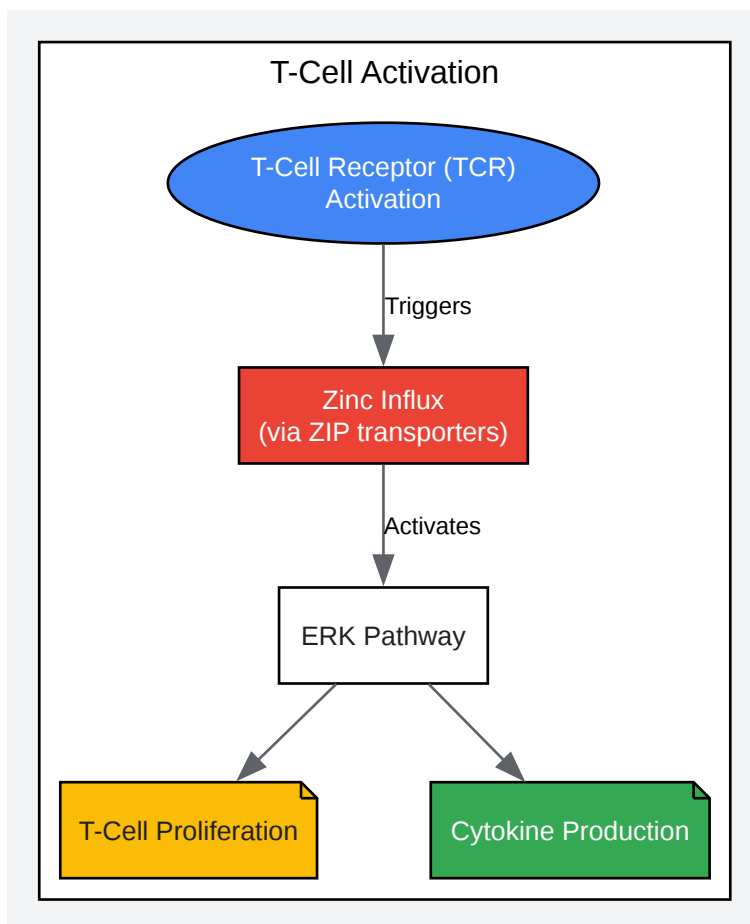 T-Cell Activation
T-Cell Receptor (TCR)
Activation
Triggers
Zinc Influx
(via ZIP transporters)
Activates
ERK Pathway
T-Cell Proliferation
Cytokine Production